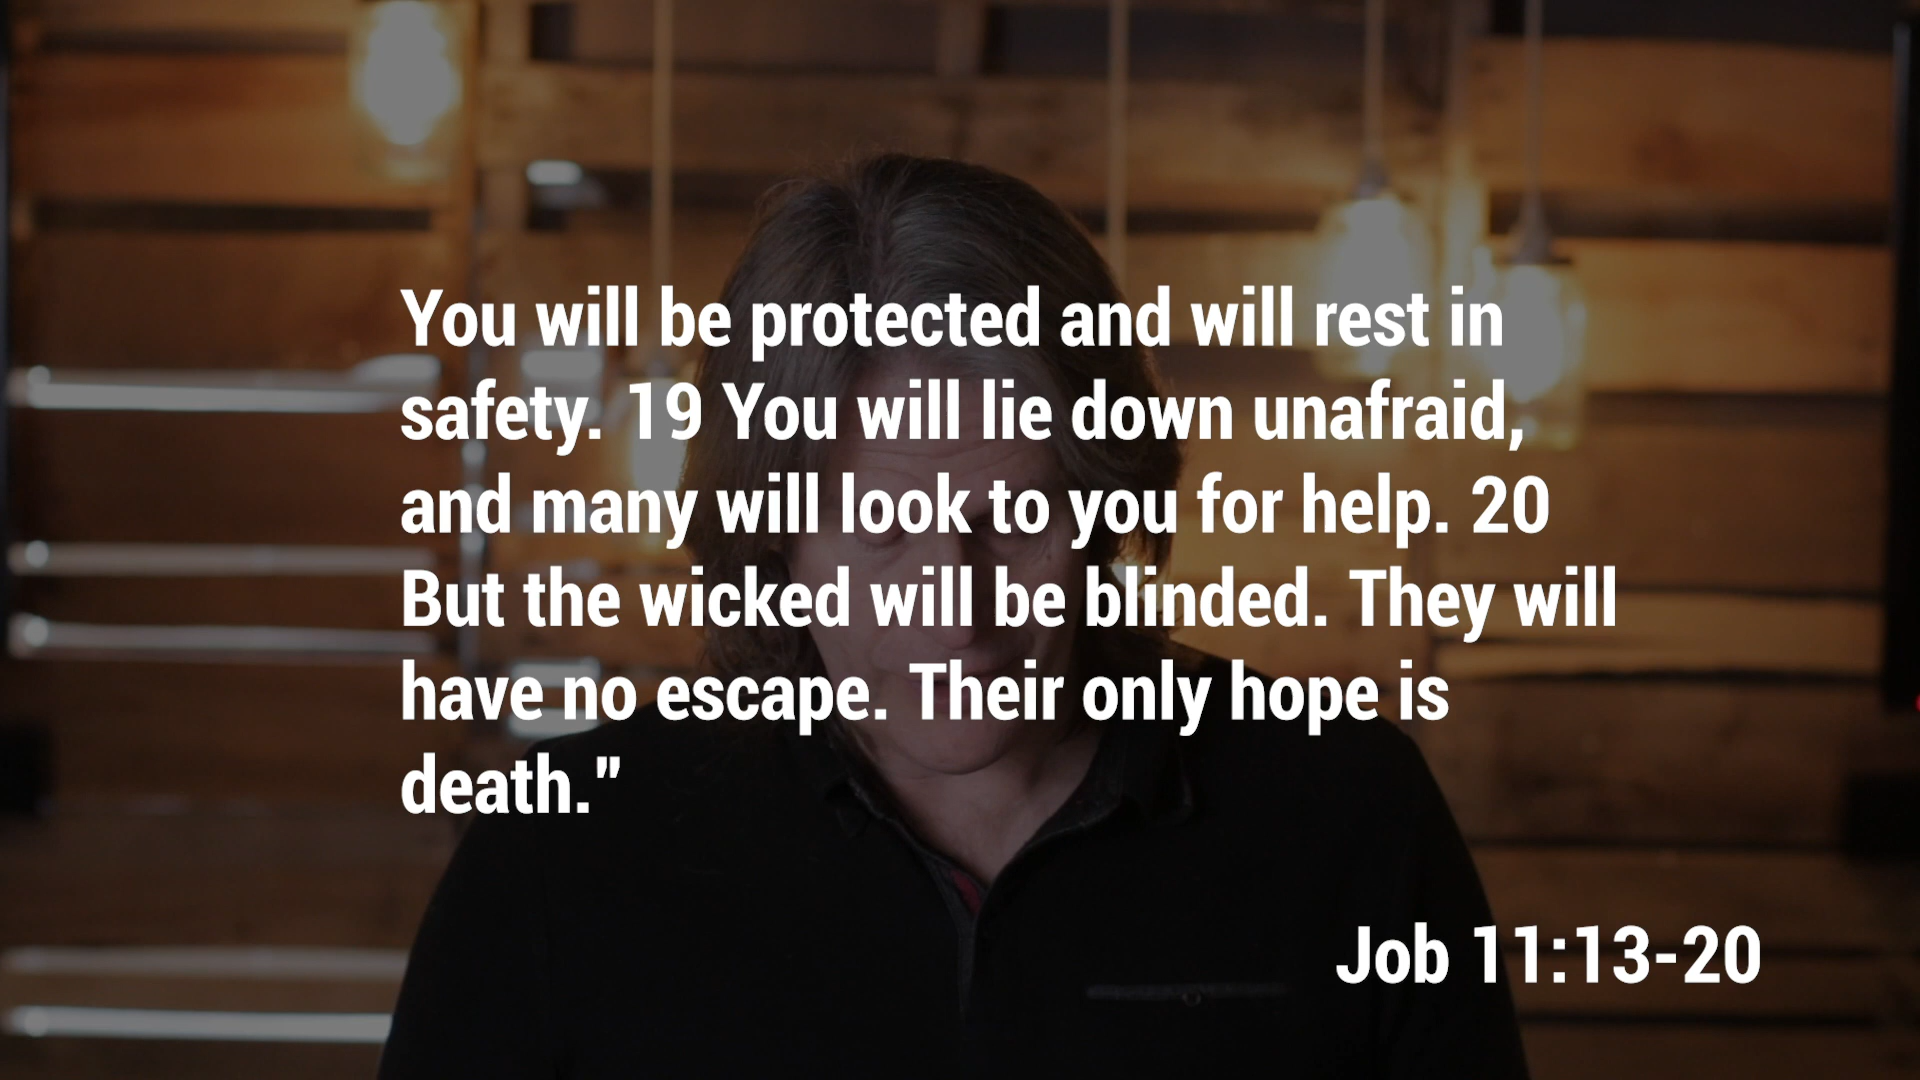 You will be protected and will rest in
safety. 19 You will lie down unafraid,
and many will look to you for help. 20
But the wicked will be blinded. They will
have no escape. Their only hope is
death."
Job 11:13-20